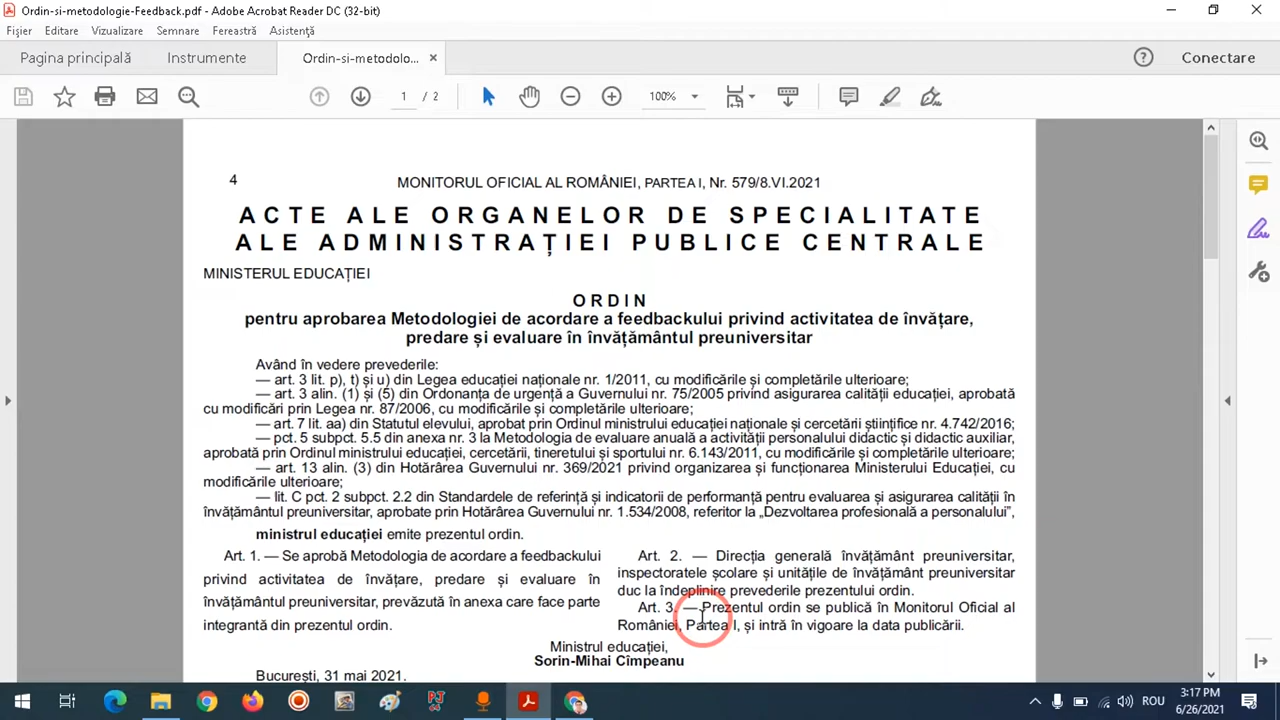 Ordin-si-metodologie-Feedback.pdf - Adobe Acrobat Reader DC (32-bit)
Fișier Editare Vizualizare Semnare Fereastră Asistență
Pagina principală Instrumente Ordin-si-metodolo... Conectare
1 / 2 100%
4 MONITORUL OFICIAL AL ROMÂNIEI, PARTEA I, Nr. 579/8.VI.2021
ACTE ALE ORGANELOR DE SPECIALITATE
ALE ADMINISTRAȚIEI PUBLICE CENTRALE
MINISTERUL EDUCAȚIEI
ORDIN
pentru aprobarea Metodologiei de acordare a feedbackului privind activitatea de învățare,
predare și evaluare în învățământul preuniversitar
Având în vedere prevederile:
— art. 3 lit. p), t) și u) din Legea educației naționale nr. 1/2011, cu modificările și completările ulterioare;
— art. 3 alin. (1) și (5) din Ordonanța de urgență a Guvernului nr. 75/2005 privind asigurarea calității educației, aprobată
cu modificări prin Legea nr. 87/2006, cu modificările și completările ulterioare;
— art. 7 lit. aa) din Statutul elevului, aprobat prin Ordinul ministrului educației naționale și cercetării științifice nr. 4.742/2016;
— pct. 5 subpct. 5.5 din anexa nr. 3 la Metodologia de evaluare anuală a activității personalului didactic și didactic auxiliar,
aprobată prin Ordinul ministrului educației, cercetării, tineretului și sportului nr. 6.143/2011, cu modificările și completările ulterioare;
— art. 13 alin. (3) din Hotărârea Guvernului nr. 369/2021 privind organizarea și funcționarea Ministerului Educației, cu
modificările ulterioare;
— lit. C pct. 2 subpct. 2.2 din Standardele de referință și indicatorii de performanță pentru evaluarea și asigurarea calității în
învățământul preuniversitar, aprobate prin Hotărârea Guvernului nr. 1.534/2008, referitor la „Dezvoltarea profesională a personalului”,
ministrul educației emite prezentul ordin.
Art. 1. — Se aprobă Metodologia de acordare a feedbackului
privind activitatea de învățare, predare și evaluare în
învățământul preuniversitar, prevăzută în anexa care face parte
integrantă din prezentul ordin.
Art. 2. — Direcția generală învățământ preuniversitar,
inspectoratele școlare și unitățile de învățământ preuniversitar
duc la îndeplinire prevederile prezentului ordin.
Art. 3. — Prezentul ordin se publică în Monitorul Oficial al
României, Partea I, și intră în vigoare la data publicării.
Ministrul educației,
Sorin-Mihai Cîmpeanu
București, 31 mai 2021.
ROU
3:17 PM
6/26/2021